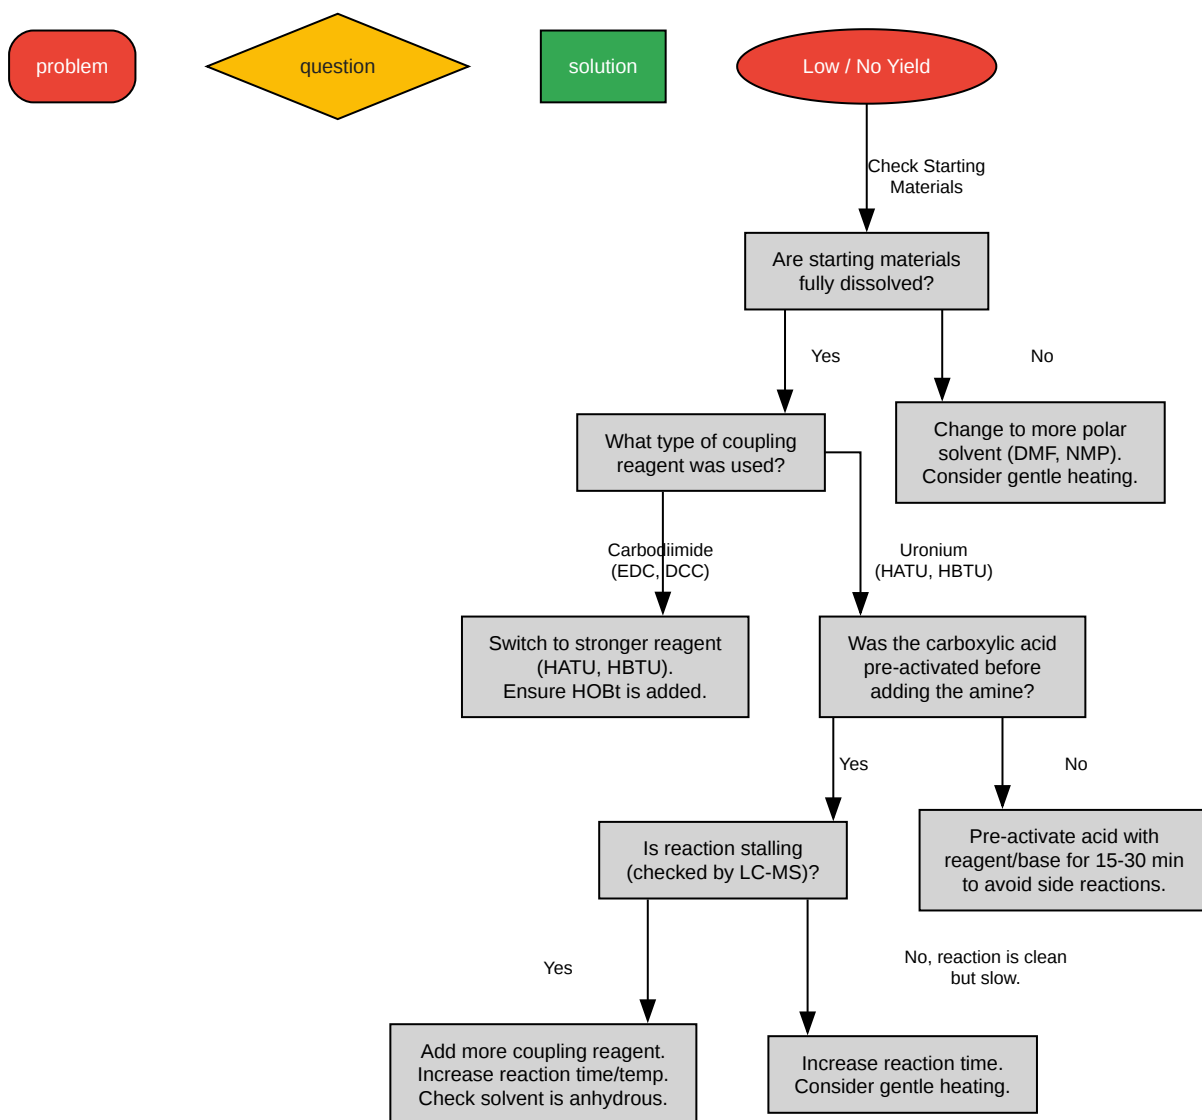 problem
question
solution
Low / No Yield
Check Starting
Materials
Are starting materials
fully dissolved?
Yes
No
What type of coupling
reagent was used?
Change to more polar
solvent (DMF, NMP).
Consider gentle heating.
Carbodiimide
(EDC, DCC)
Uronium
(HATU, HBTU)
Switch to stronger reagent
(HATU, HBTU).
Ensure HOBt is added.
Was the carboxylic acid
pre-activated before
adding the amine?
Yes
No
Is reaction stalling
(checked by LC-MS)?
Pre-activate acid with
reagent/base for 15-30 min
to avoid side reactions.
Yes
No, reaction is clean
but slow.
Add more coupling reagent.
Increase reaction time/temp.
Check solvent is anhydrous.
Increase reaction time.
Consider gentle heating.